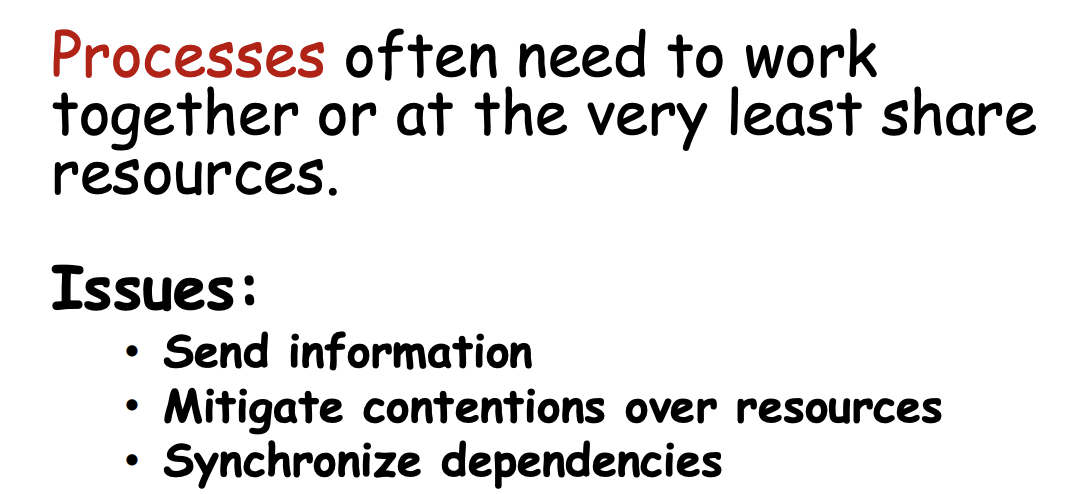 Processes often need to work
together or at the very least share
resources.
Issues:
• Send information
• Mitigate contentions over resources
• Synchronize dependencies